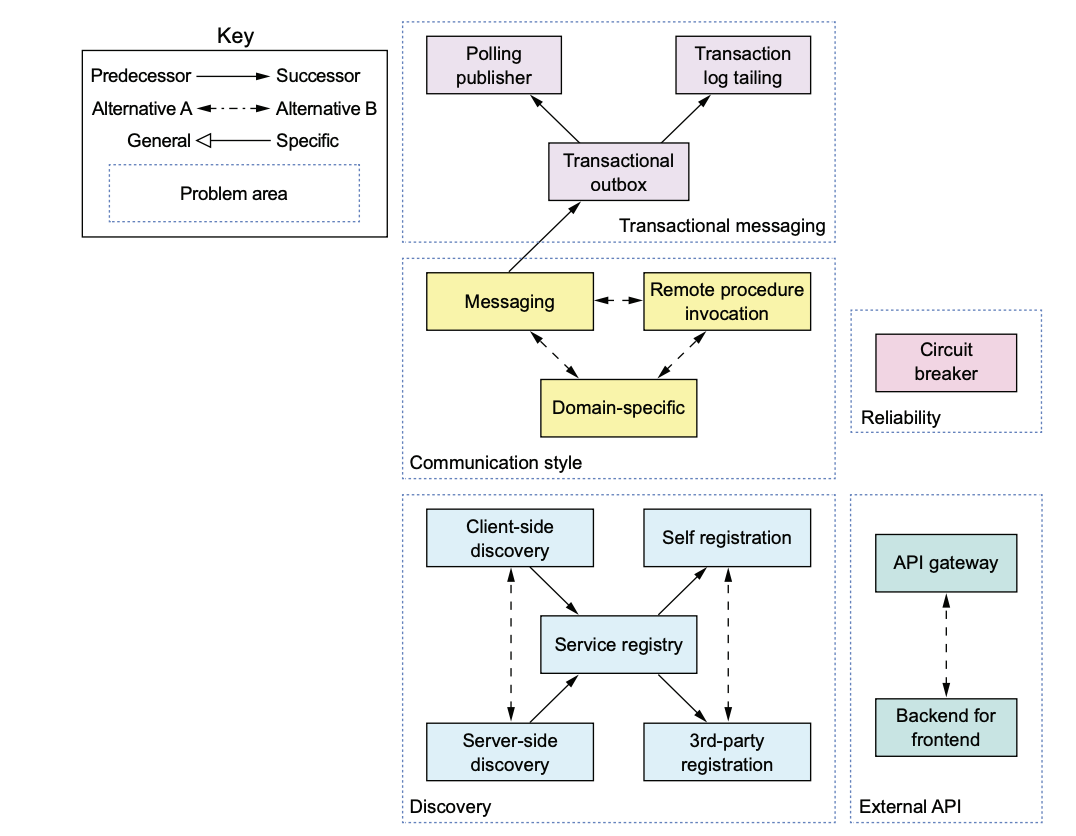 Key
Predecessor Successor
Alternative A Alternative B
General Specific
Problem area
Polling
publisher
Transaction
log tailing
Transactional
outbox
Transactional messaging
Messaging
Remote procedure
invocation
Domain-specific
Communication style
Circuit
breaker
Reliability
Client-side
discovery
Self registration
Service registry
Server-side
discovery
3rd-party
registration
Discovery
API gateway
Backend for
frontend
External API